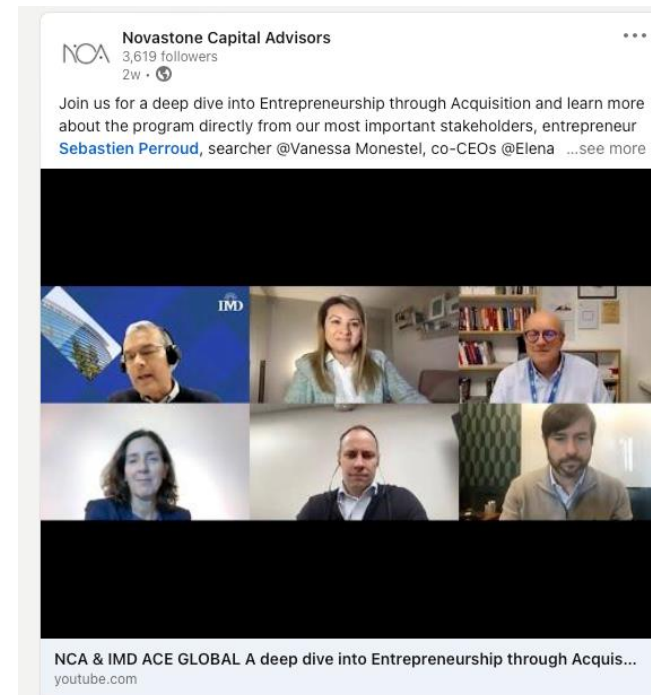 NOA
Novastone Capital Advisors
3,619 followers
2w •
Join us for a deep dive into Entrepreneurship through Acquisition and learn more
about the program directly from our most important stakeholders, entrepreneur
Sebastien Perroud, searcher @Vanessa Monestel, co-CEOs @Elena ...see more
IMD
NCA & IMD ACE GLOBAL A deep dive into Entrepreneurship through Acquis...
youtube.com